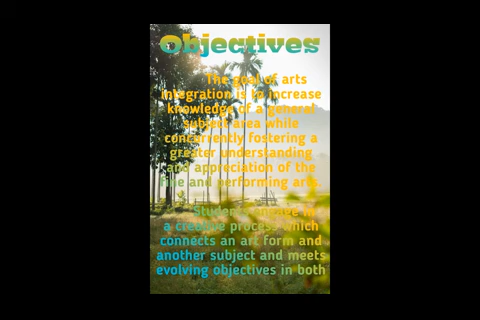 Objectives
The goal of arts
integration is to increase
knowledge of a general
subject area while
concurrently fostering a
greater understanding
and appreciation of the
fine and performing arts.
Students engage in
a creative process which
connects an art form and
another subject and meets
evolving objectives in both